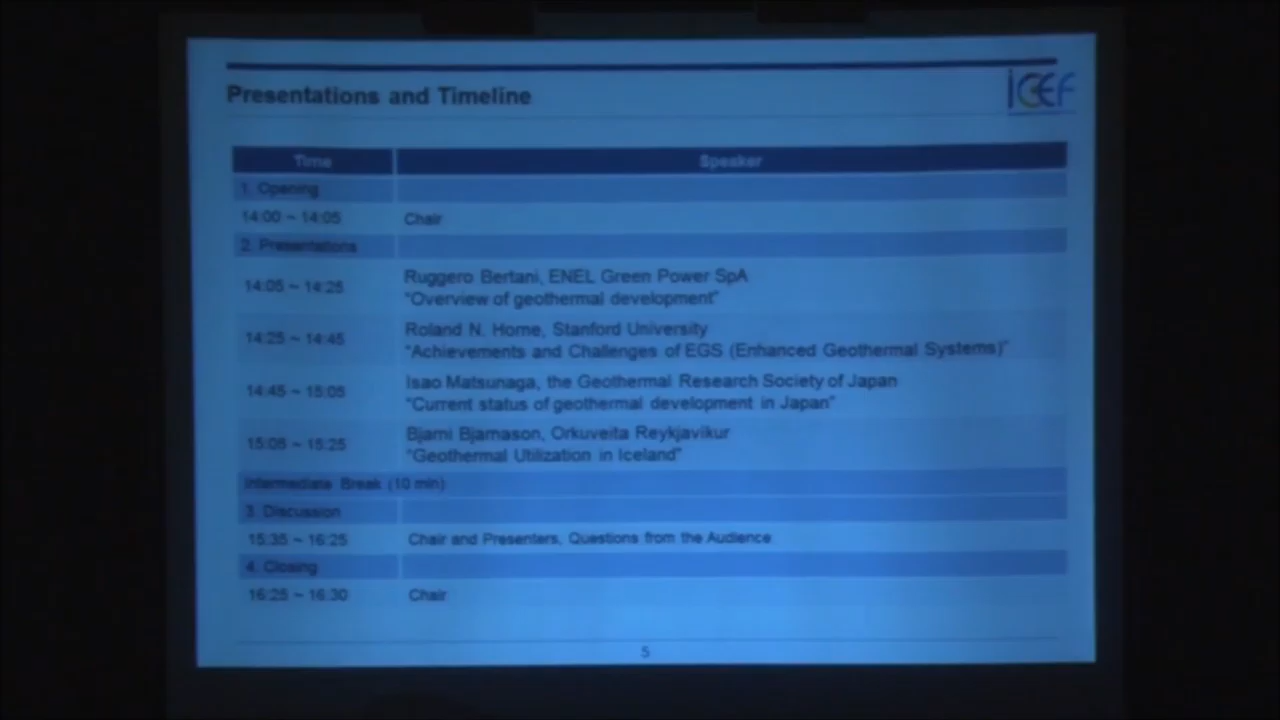 Presentations and Timeline
ICEF
Time Speaker
1. Opening
14:00 ~ 14:05 Chair
2. Presentations
14:05 ~ 14:25 Ruggero Bertani, ENEL Green Power SpA
"Overview of geothermal development"
14:25 ~ 14:45 Roland N. Horne, Stanford University
"Achievements and Challenges of EGS (Enhanced Geothermal Systems)"
14:45 ~ 15:05 Isao Matsunaga, the Geothermal Research Society of Japan
"Current status of geothermal development in Japan"
15:05 ~ 15:25 Bjarni Bjarnason, Orkuveita Reykjavikur
"Geothermal Utilization in Iceland"
Intermediate Break (10 min)
3. Discussion
15:35 ~ 16:25 Chair and Presenters, Questions from the Audience
4. Closing
16:25 ~ 16:30 Chair
5